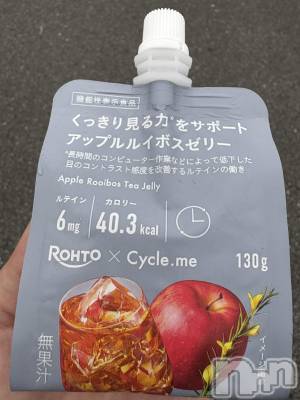 機能性表示食品
くっきり見る力*をサポート
アップルルイボスゼリー
*長時間のコンピューター作業などによって低下した
目のコントラスト感度を改善するルテインの働き
Apple Rooibos Tea Jelly
ルテイン カロリー
6mg 40.3kcal
ROHTO × Cycle.me 130g
無果汁
イメージ画